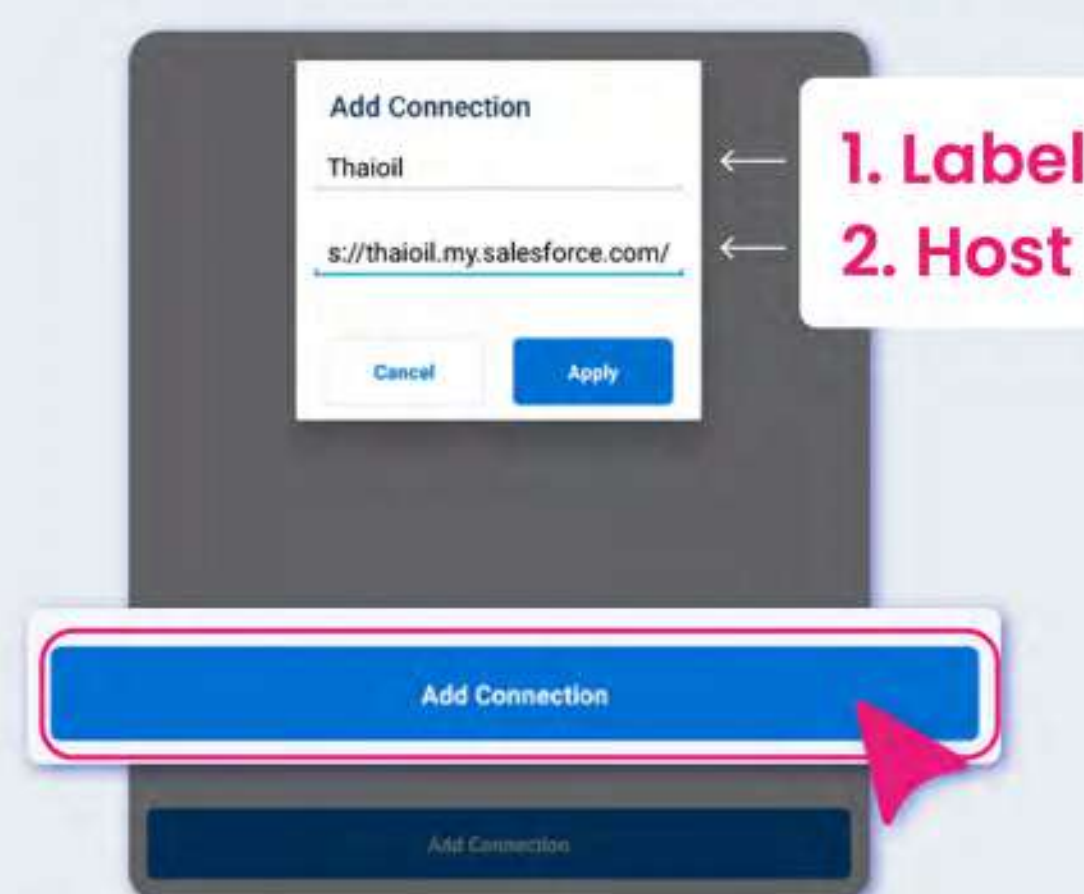 Add Connection
Thaioil
1. Label
s://thaioil.my.salesforce.com/
2. Host
Cancel
Apply
Add Connection
Add Connection